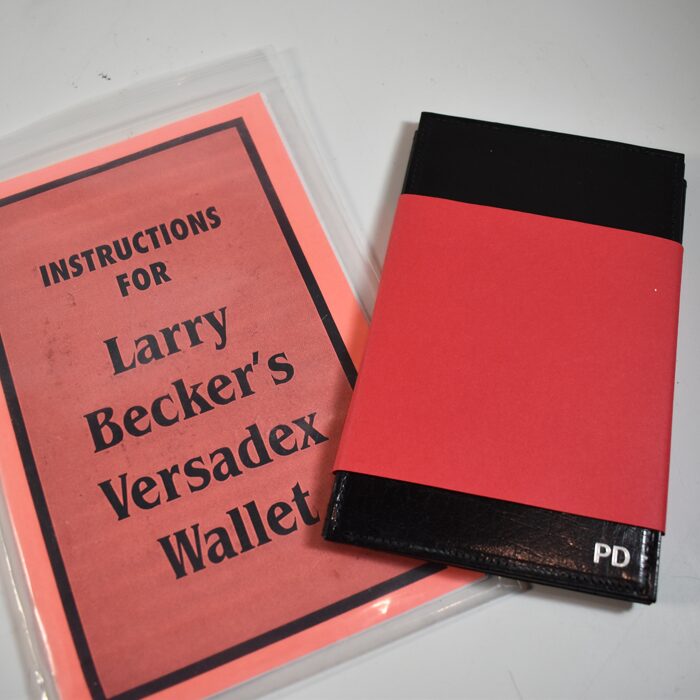 INSTRUCTIONS
FOR
Larry
Becker's
Versadex
Wallet
PD